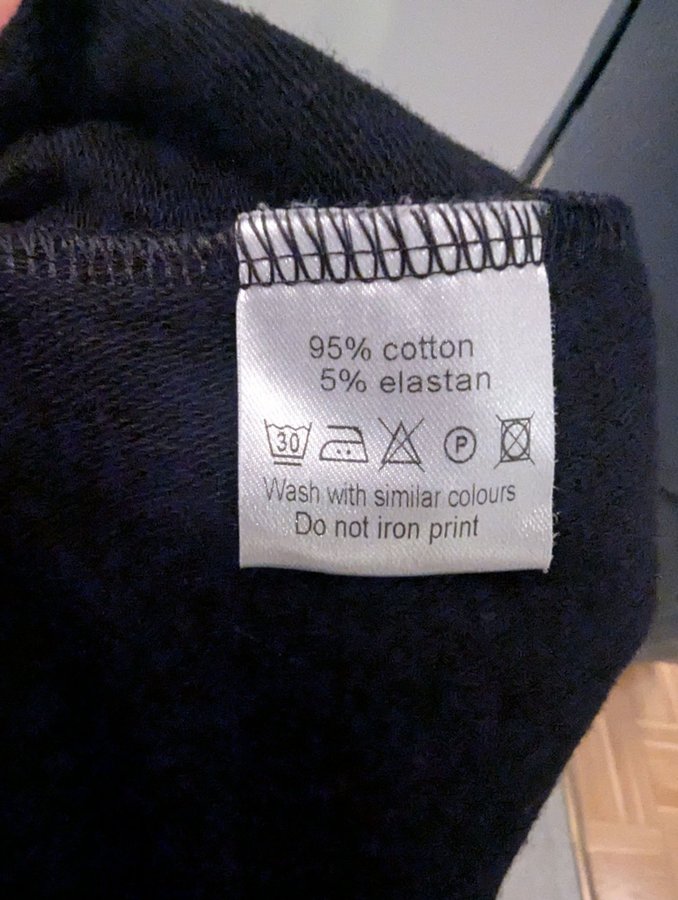 95% cotton
5% elastan
30 P
Wash with similar colours
Do not iron print